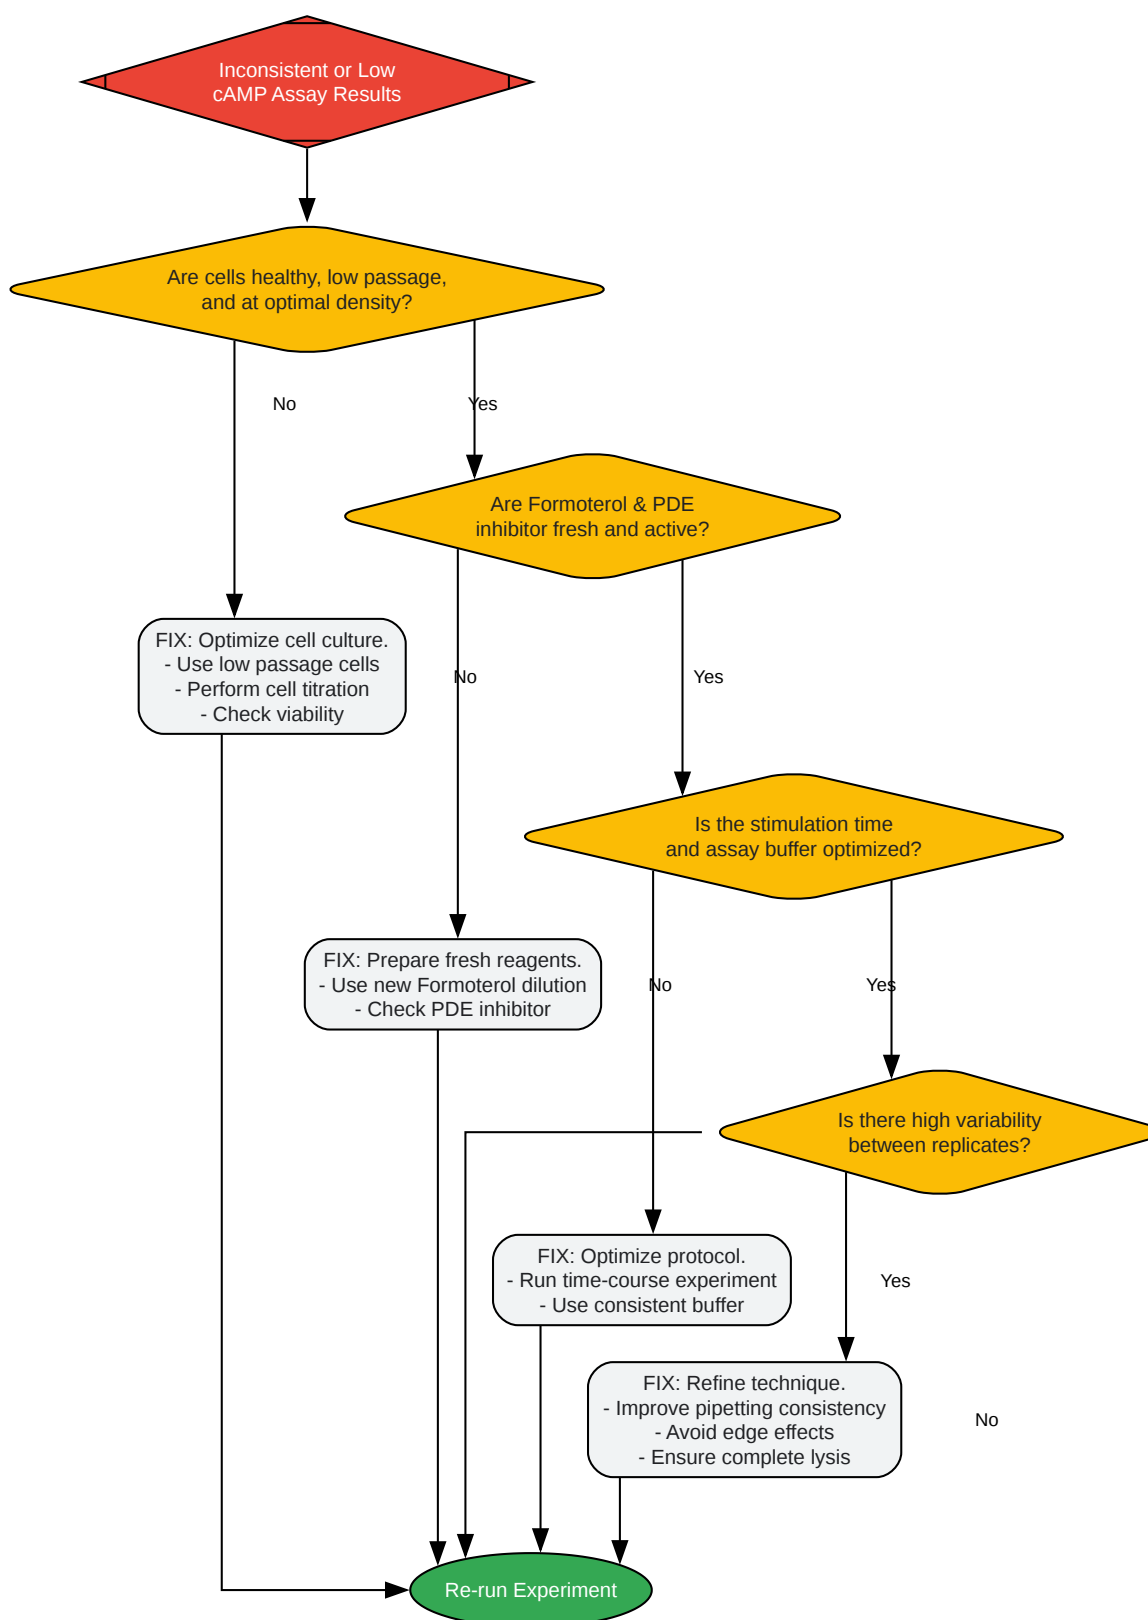 Inconsistent or Low
cAMP Assay Results
Are cells healthy, low passage,
and at optimal density?
No
Yes
Are Formoterol & PDE
inhibitor fresh and active?
FIX: Optimize cell culture.
- Use low passage cells
- Perform cell titration
- Check viability
No
Yes
Is the stimulation time
and assay buffer optimized?
FIX: Prepare fresh reagents.
- Use new Formoterol dilution
- Check PDE inhibitor
No
Yes
Is there high variability
between replicates?
FIX: Optimize protocol.
- Run time-course experiment
- Use consistent buffer
Yes
FIX: Refine technique.
- Improve pipetting consistency
- Avoid edge effects
- Ensure complete lysis
No
Re-run Experiment